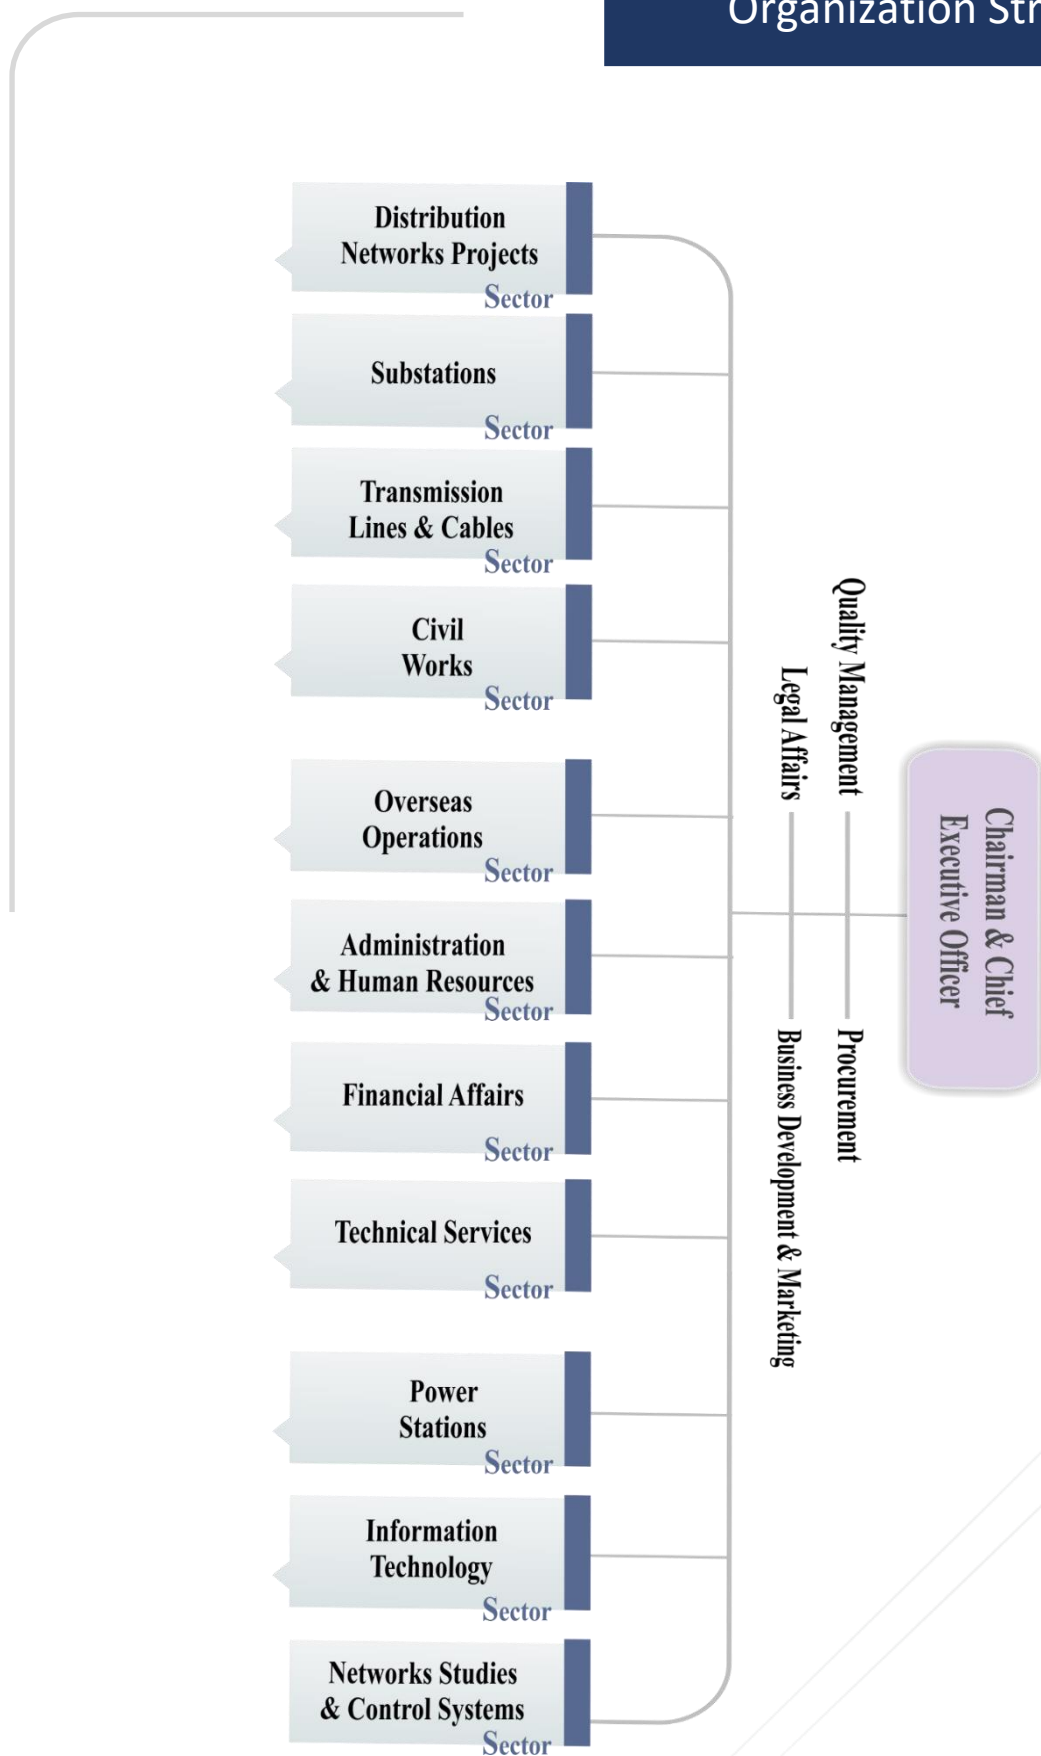 Organization Str
Distribution
Networks Projects
Sector
Substations
Sector
Transmission
Lines & Cables
Sector
Civil
Works
Sector
Overseas
Operations
Sector
Administration
& Human Resources
Sector
Financial Affairs
Sector
Technical Services
Sector
Power
Stations
Sector
Information
Technology
Sector
Networks Studies
& Control Systems
Sector
Chairman & Chief
Executive Officer
Quality Management
Procurement
Legal Affairs
Business Development & Marketing